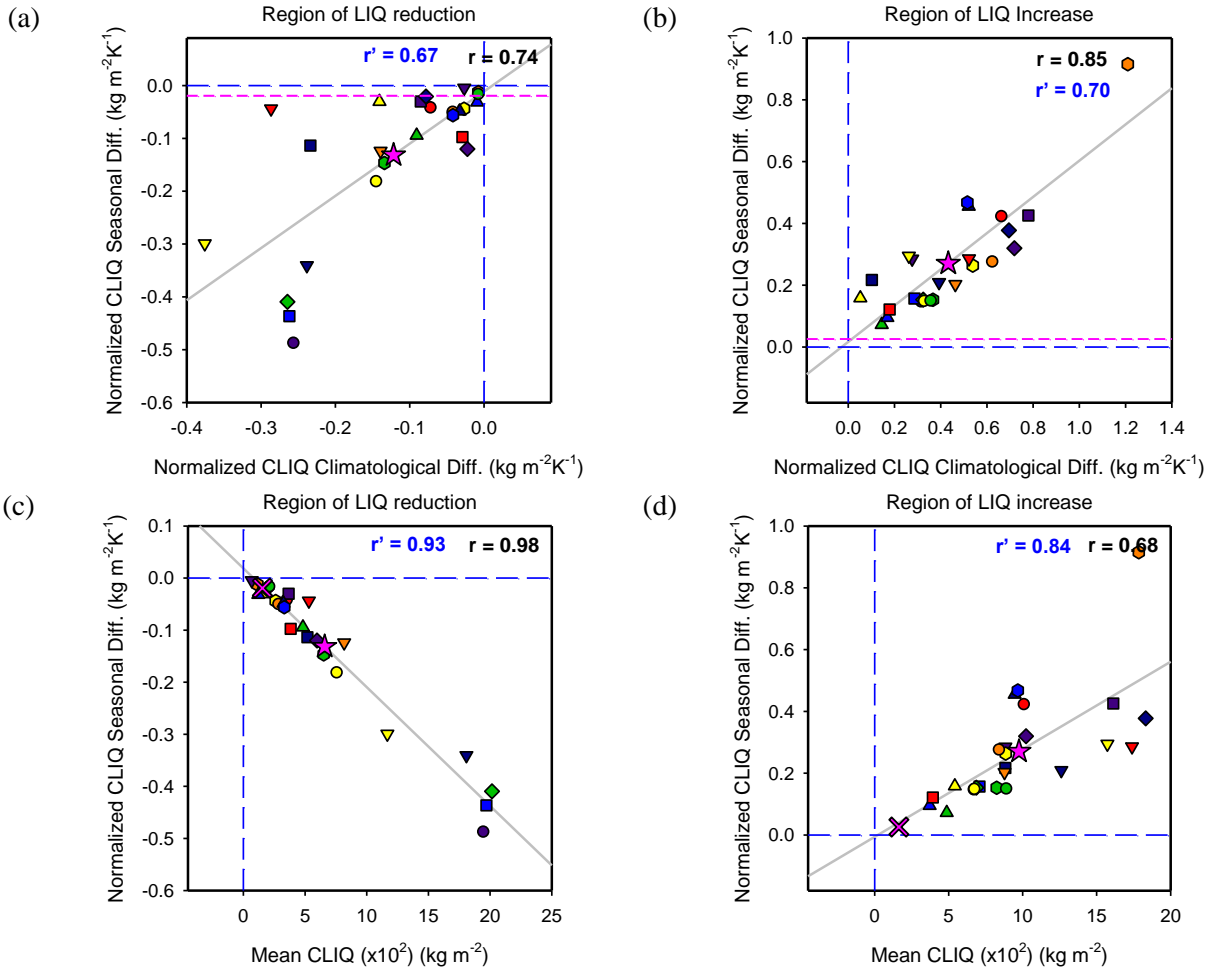 (a)
Region of LIQ reduction
r' = 0.67
r = 0.74
Normalized CLIQ Seasonal Diff. (kg m⁻²K⁻¹)
0.0
-0.1
-0.2
-0.3
-0.4
-0.5
-0.6
-0.4
-0.3
-0.2
-0.1
0.0
Normalized CLIQ Climatological Diff. (kg m⁻²K⁻¹)
(b)
Region of LIQ Increase
r = 0.85
r' = 0.70
Normalized CLIQ Seasonal Diff. (kg m⁻²K⁻¹)
1.0
0.8
0.6
0.4
0.2
0.0
0.0
0.2
0.4
0.6
0.8
1.0
1.2
1.4
Normalized CLIQ Climatological Diff. (kg m⁻²K⁻¹)
(c)
Region of LIQ reduction
r' = 0.93
r = 0.98
Normalized CLIQ Seasonal Diff. (kg m⁻²K⁻¹)
0.1
0.0
-0.1
-0.2
-0.3
-0.4
-0.5
-0.6
0
5
10
15
20
25
Mean CLIQ (x10²) (kg m⁻²)
(d)
Region of LIQ increase
r' = 0.84
r = 0.68
Normalized CLIQ Seasonal Diff. (kg m⁻²K⁻¹)
1.0
0.8
0.6
0.4
0.2
0.0
0
5
10
15
20
Mean CLIQ (x10²) (kg m⁻²)